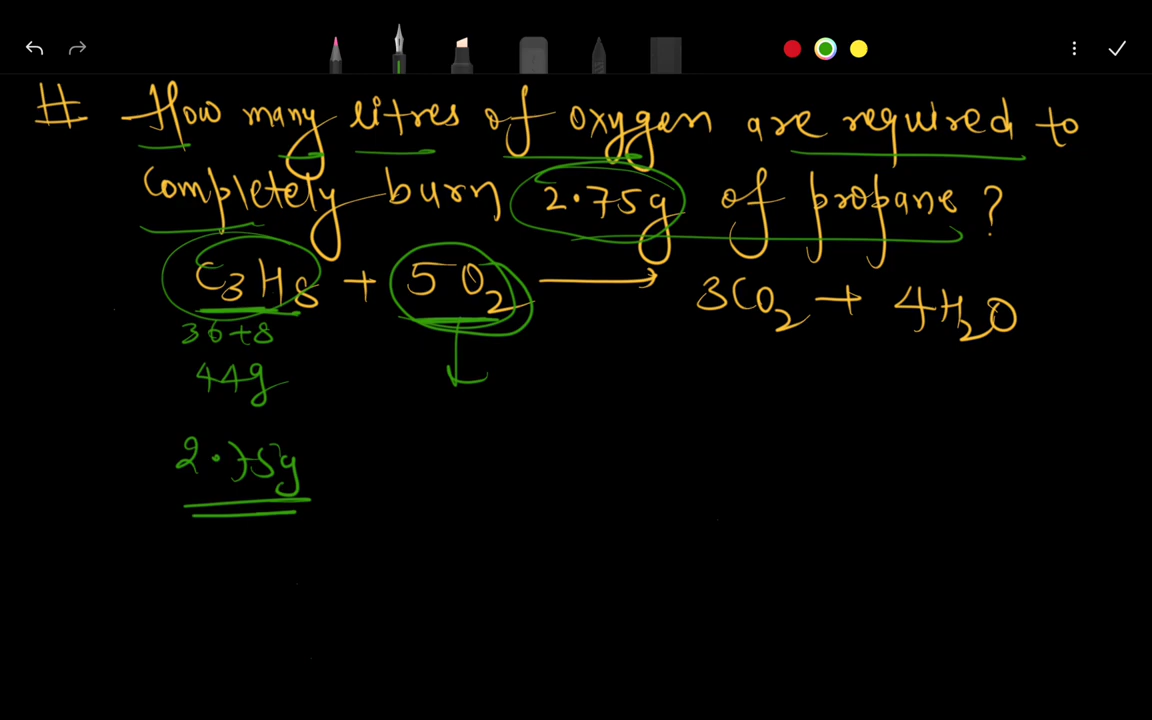 # How many litres of oxygen are required to
completely burn 2.75g of propane?
C3H8 + 5O2 → 3CO2 + 4H2O
36+8
44g
2.75g